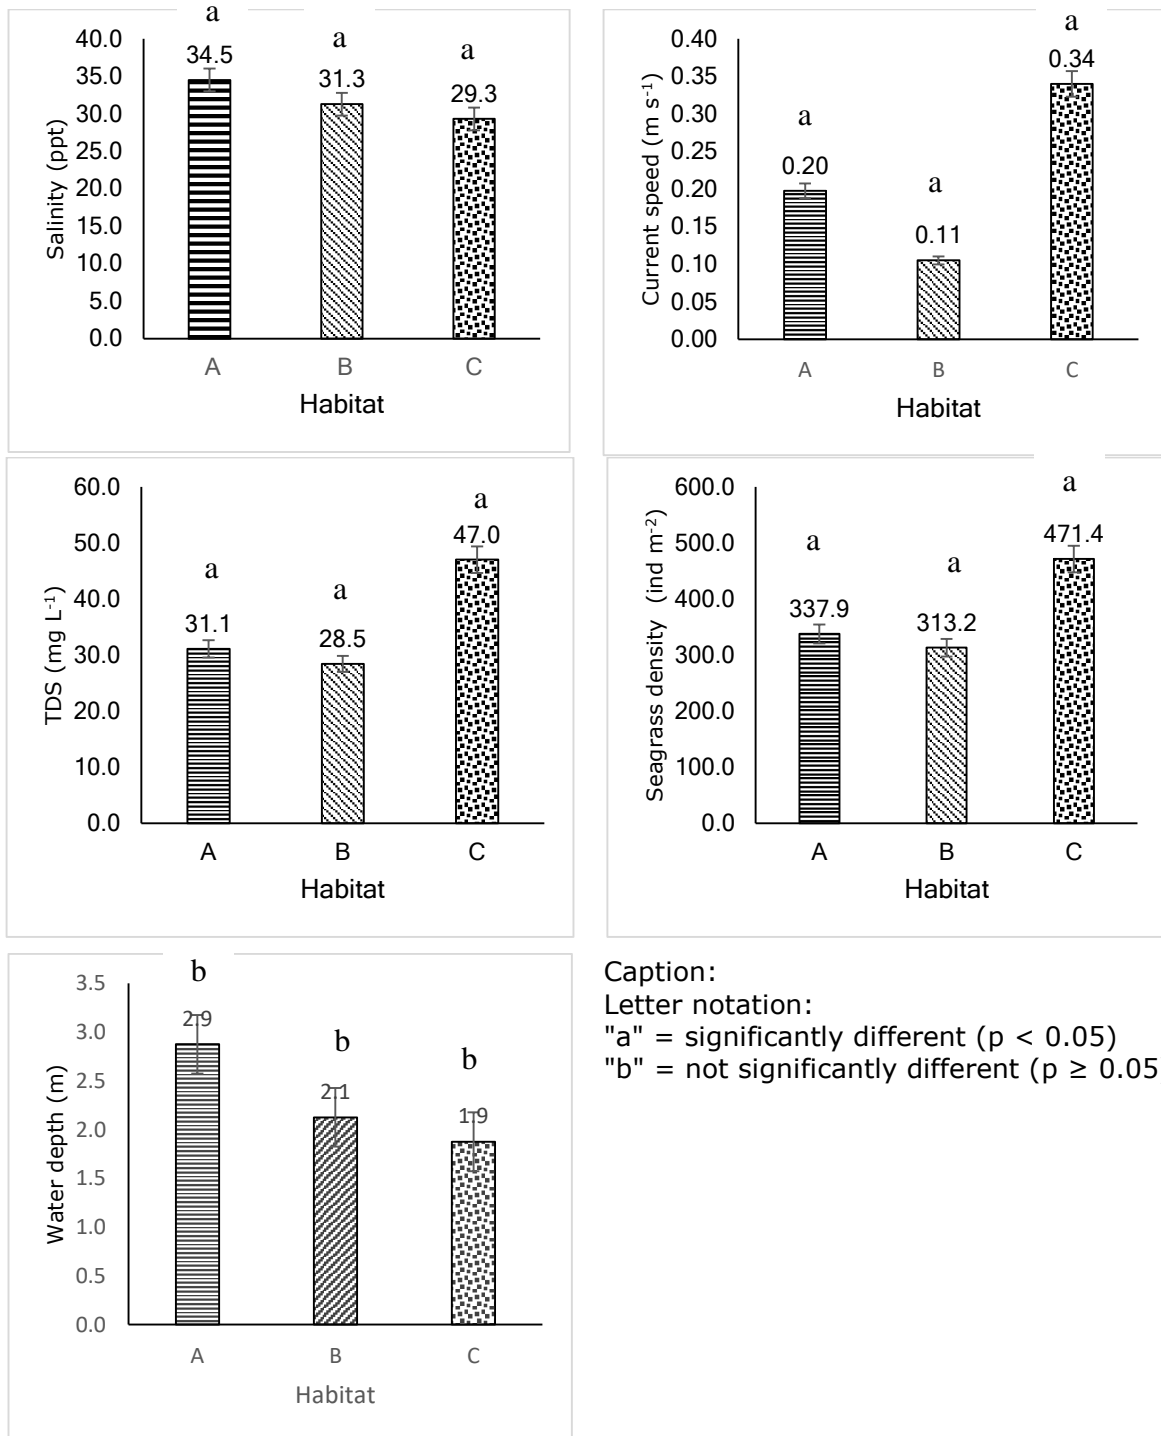 a
40.0
34.5
a
35.0
31.3
a
30.0
29.3
25.0
20.0
15.0
10.0
5.0
0.0
Salinity (ppt)
A B C
Habitat
a
0.40
0.34
0.35
0.30
a
0.25
0.20
0.20
a
0.15
0.11
0.10
0.05
0.00
Current speed (m s⁻¹)
A B C
Habitat
60.0
a
50.0
47.0
a
a
40.0
31.1
28.5
30.0
20.0
10.0
0.0
TDS (mg L⁻¹)
A B C
Habitat
600.0
a
500.0
471.4
a
a
400.0
337.9
313.2
300.0
200.0
100.0
0.0
Seagrass density (ind m⁻²)
A B C
Habitat
b
3.5
2.9
3.0
b
b
2.5
2.1
1.9
2.0
1.5
1.0
0.5
0.0
Water depth (m)
A B C
Habitat
Caption:
Letter notation:
"a" = significantly different (p < 0.05)
"b" = not significantly different (p ≥ 0.05